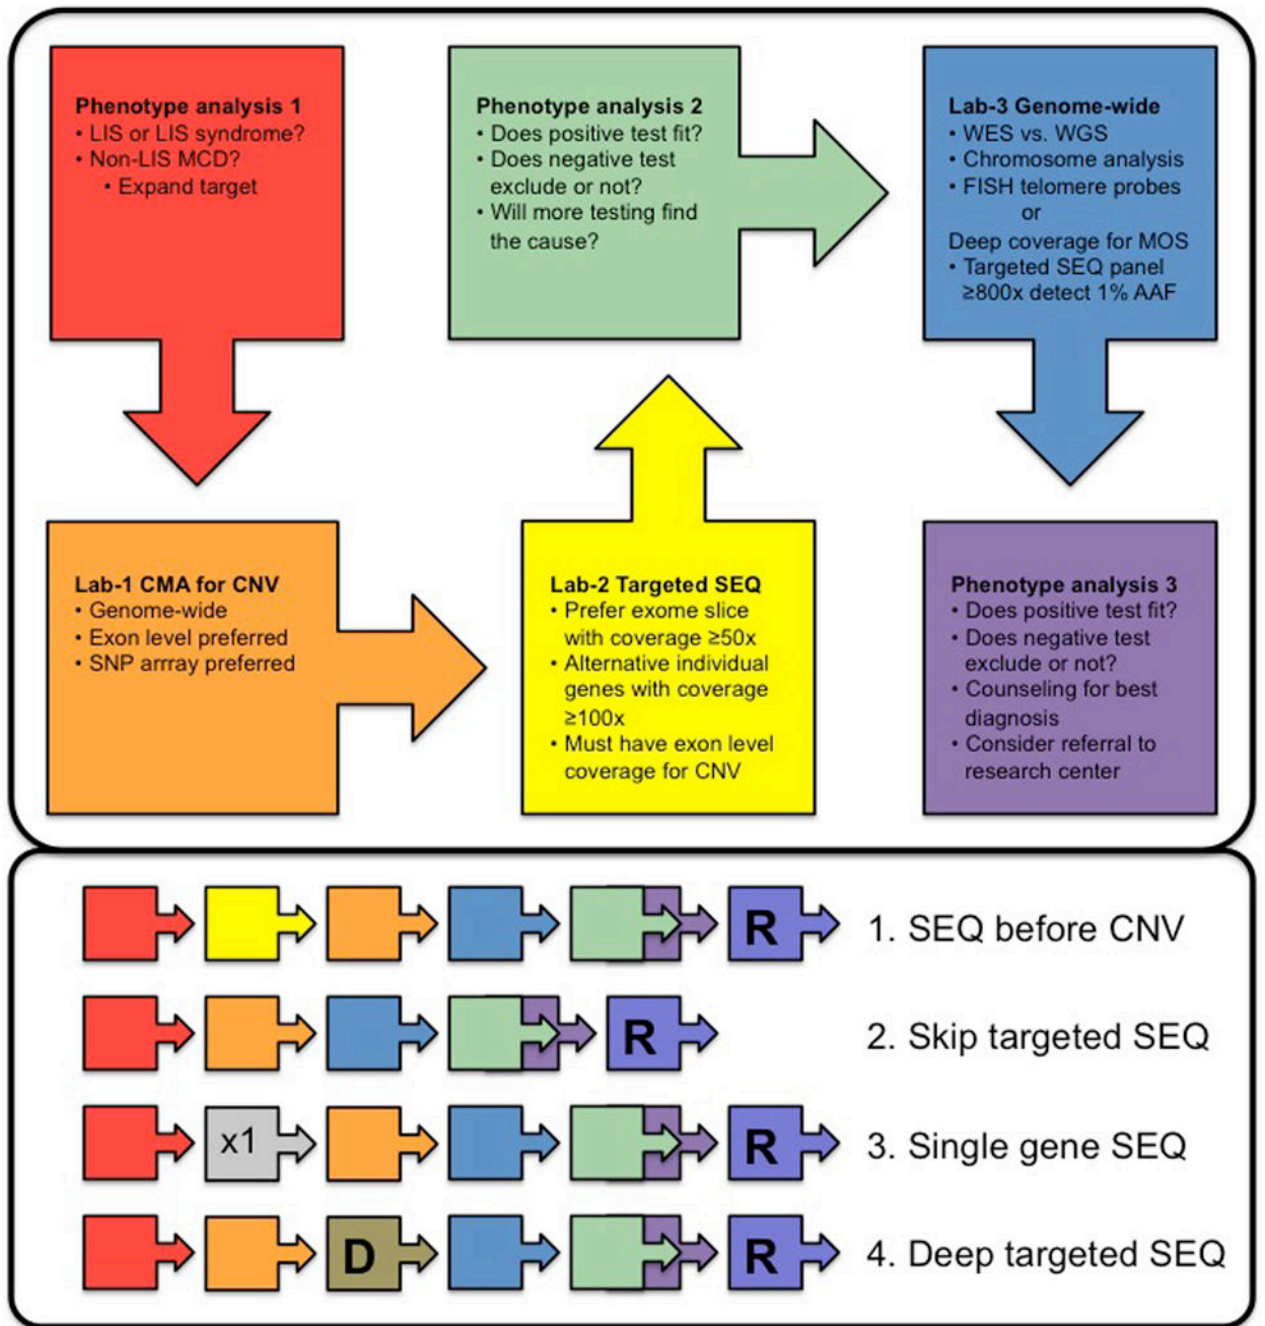 Phenotype analysis 1
• LIS or LIS syndrome?
• Non-LIS MCD?
• Expand target
Phenotype analysis 2
• Does positive test fit?
• Does negative test
exclude or not?
• Will more testing find
the cause?
Lab-3 Genome-wide
• WES vs. WGS
• Chromosome analysis
• FISH telomere probes
or
Deep coverage for MOS
• Targeted SEQ panel
≥800x detect 1% AAF
Lab-1 CMA for CNV
• Genome-wide
• Exon level preferred
• SNP arrray preferred
Lab-2 Targeted SEQ
• Prefer exome slice
with coverage ≥50x
• Alternative individual
genes with coverage
≥100x
• Must have exon level
coverage for CNV
Phenotype analysis 3
• Does positive test fit?
• Does negative test
exclude or not?
• Counseling for best
diagnosis
• Consider referral to
research center
R 1. SEQ before CNV
R 2. Skip targeted SEQ
x1 R 3. Single gene SEQ
D R 4. Deep targeted SEQ